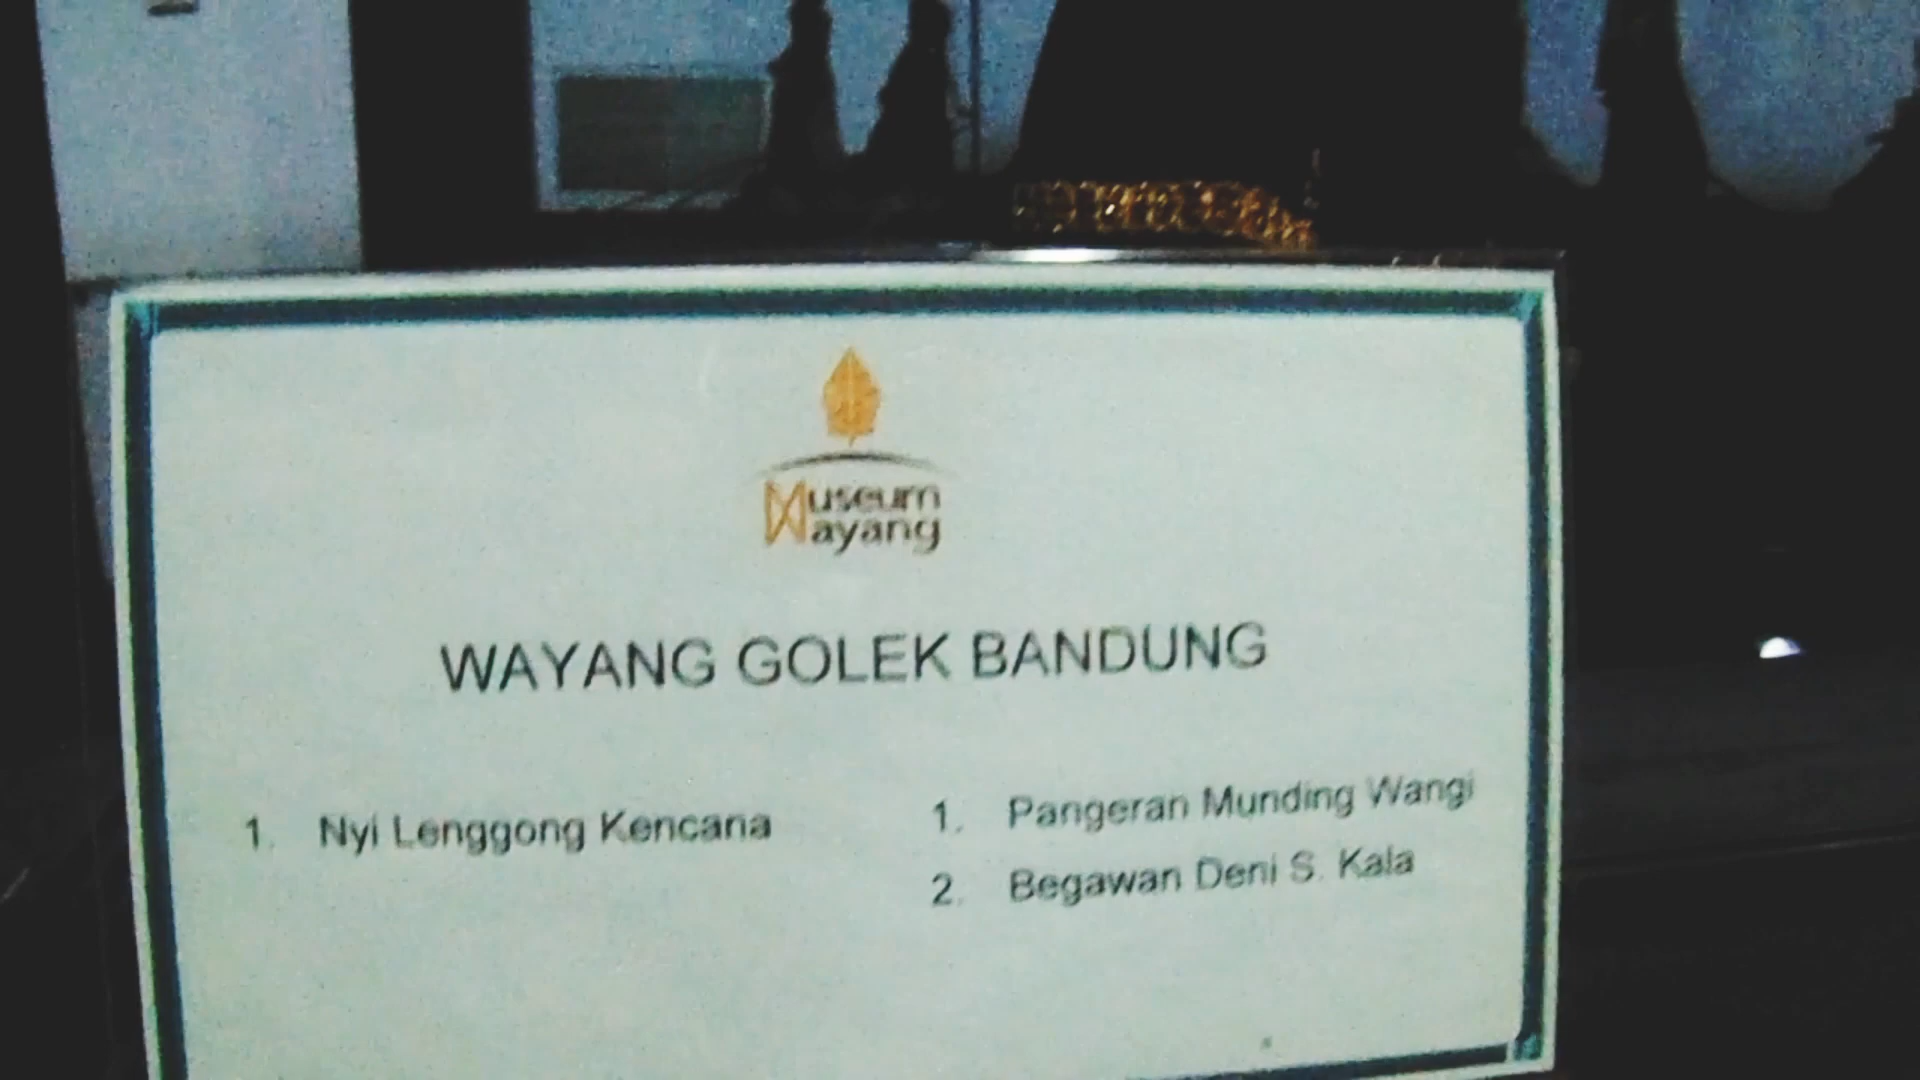 Museum
Wayang
WAYANG GOLEK BANDUNG
1. Nyi Lenggong Kencana
1. Pangeran Munding Wangi
2. Begawan Deni S. Kala